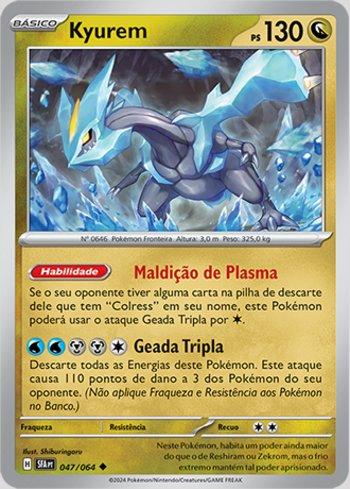 BÁSICO
Kyurem
PS 130
Nº 0646 Pokémon Fronteira Altura: 3,0 m Peso: 325,0 kg
Habilidade Maldição de Plasma
Se o seu oponente tiver alguma carta na pilha de descarte
dele que tem “Colress” em seu nome, este Pokémon
poderá usar o ataque Geada Tripla por .
Geada Tripla
Descarte todas as Energias deste Pokémon. Este ataque
causa 110 pontos de dano a 3 dos Pokémon do seu
oponente. (Não aplique Fraqueza e Resistência aos Pokémon
no Banco.)
Fraqueza Resistência Recuo
Ilust. Shiburingaru
H SFA PT 047/064
Neste Pokémon, habita um poder ainda maior
do que o de Reshiram ou Zekrom, mas o frio
extremo mantém tal poder aprisionado.
©2024 Pokémon/Nintendo/Creatures/GAME FREAK